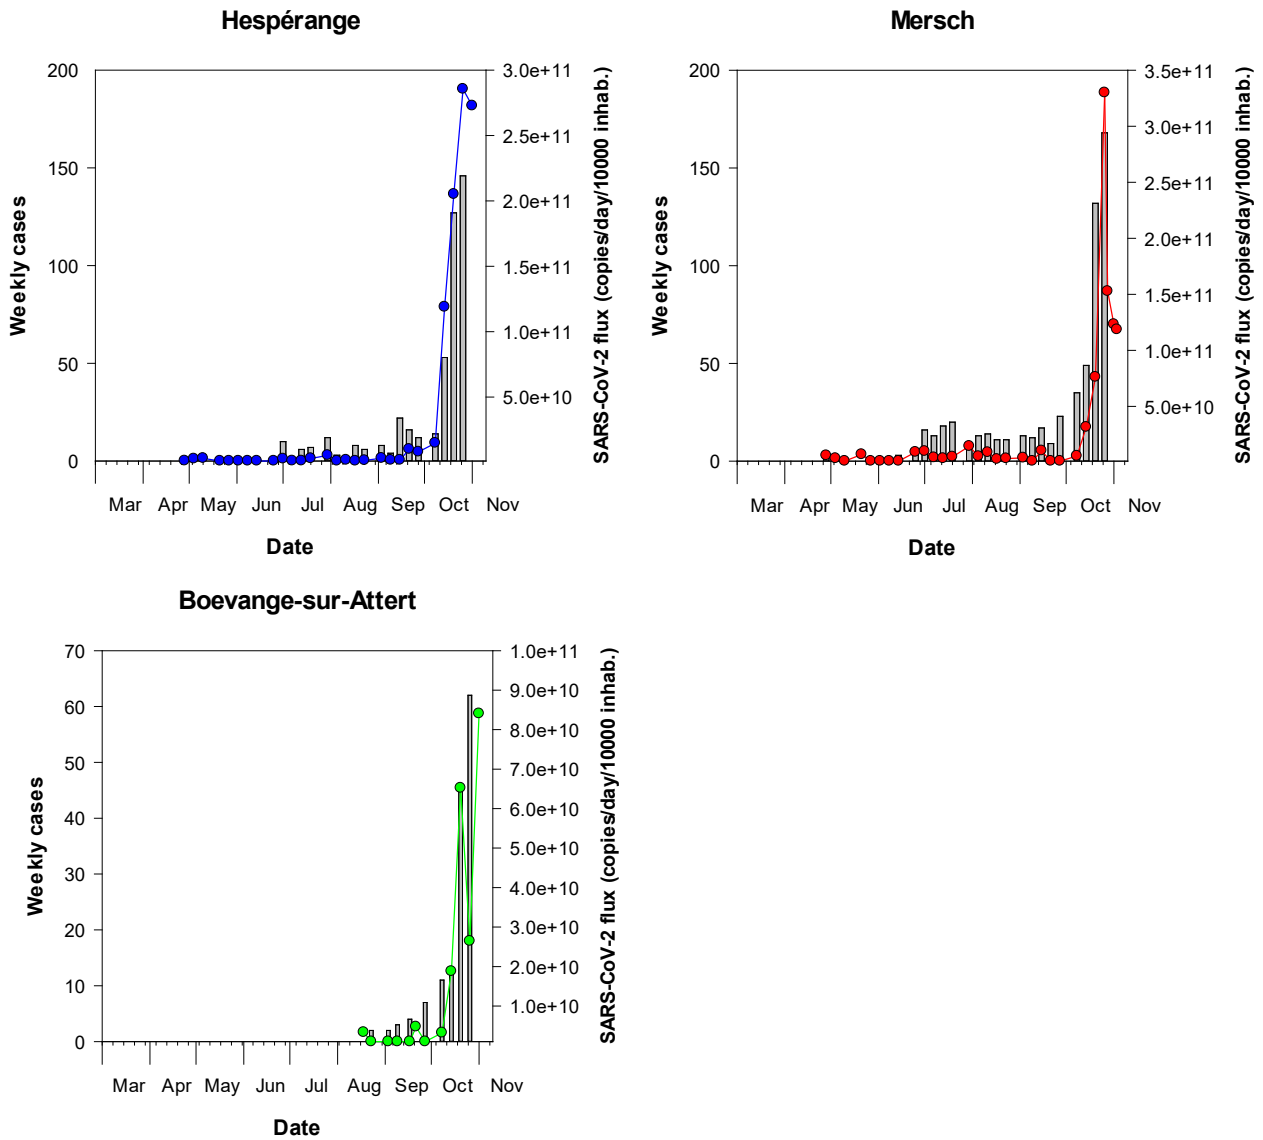 Hespérange
Weekly cases
200
150
100
50
0
3.0e+11
2.5e+11
2.0e+11
1.5e+11
1.0e+11
5.0e+10
SARS-CoV-2 flux (copies/day/10000 inhab.)
Mar Apr May Jun Jul Aug Sep Oct Nov
Date
Mersch
Weekly cases
200
150
100
50
0
3.5e+11
3.0e+11
2.5e+11
2.0e+11
1.5e+11
1.0e+11
5.0e+10
SARS-CoV-2 flux (copies/day/10000 inhab.)
Mar Apr May Jun Jul Aug Sep Oct Nov
Date
Boevange-sur-Attert
Weekly cases
70
60
50
40
30
20
10
0
1.0e+11
9.0e+10
8.0e+10
7.0e+10
6.0e+10
5.0e+10
4.0e+10
3.0e+10
2.0e+10
1.0e+10
SARS-CoV-2 flux (copies/day/10000 inhab.)
Mar Apr May Jun Jul Aug Sep Oct Nov
Date